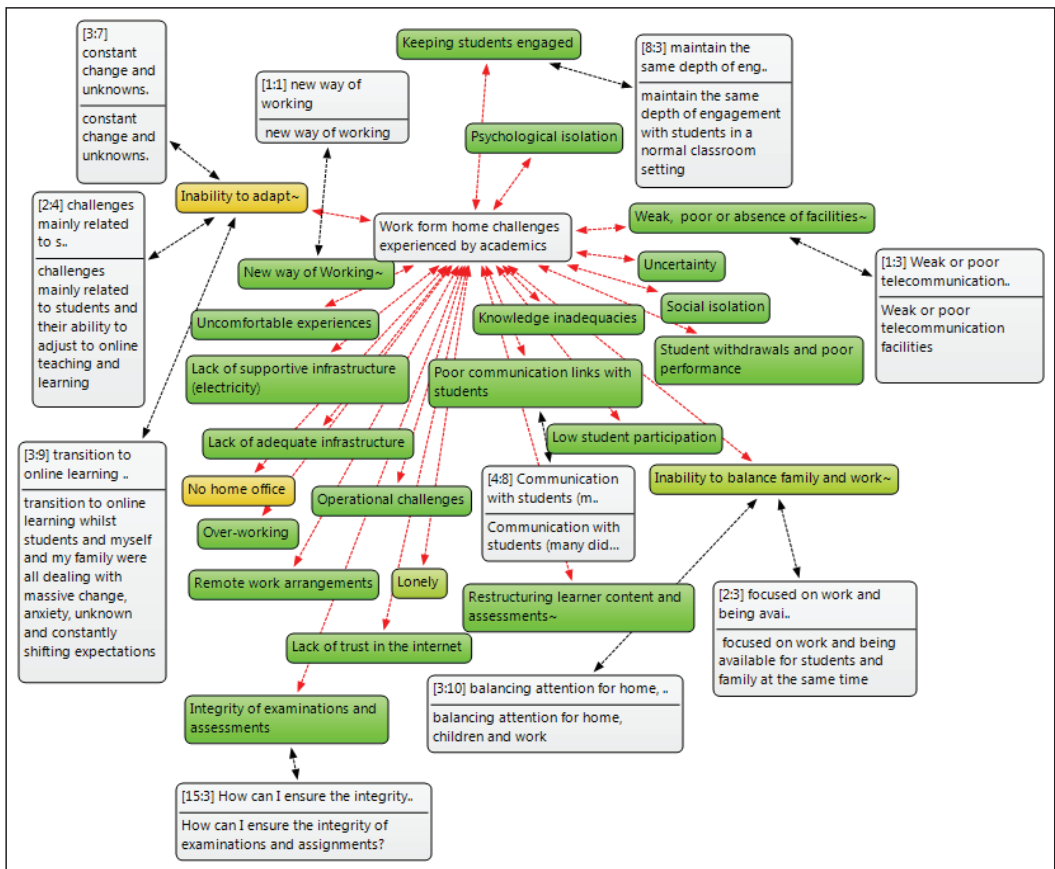 Keeping students engaged
[3:7]
constant
change and
unknowns.
constant
change and
unknowns.
[8:3] maintain the
same depth of eng..
maintain the same
depth of engagement
with students in a
normal classroom
setting
[1:1] new way of
working
new way of working
Psychological isolation
Inability to adapt~
[2:4] challenges
mainly related
to s..
challenges
mainly related
to students and
their ability to
adjust to online
teaching and
learning
Work form home challenges
experienced by academics
Weak, poor or absence of facilities~
New way of Working~
Uncertainty
[1:3] Weak or poor
telecommunication..
Weak or poor
telecommunication
facilities
Social isolation
Uncomfortable experiences
Knowledge inadequacies
Student withdrawals and poor
performance
Lack of supportive infrastructure
(electricity)
Poor communication links with
students
Lack of adequate infrastructure
Low student participation
[3:9] transition to
online learning ..
transition to online
learning whilst
students and myself
and my family were
all dealing with
massive change,
anxiety, unknown
and constantly
shifting expectations
No home office
Operational challenges
[4:8] Communication
with students (m..
Communication with
students (many did...
Inability to balance family and work~
Over-working
Remote work arrangements
Lonely
Restructuring learner content and
assessments~
[2:3] focused on work and
being avai..
focused on work and being
available for students and
family at the same time
Lack of trust in the internet
[3:10] balancing attention for home, ..
balancing attention for home,
children and work
Integrity of examinations and
assessments
[15:3] How can I ensure the integrity..
How can I ensure the integrity of
examinations and assignments?